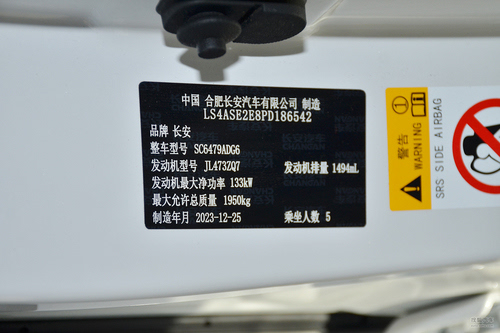 中国 合肥长安汽车有限公司 制造
LS4ASE2E8PD186542
品牌 长安
整车型号 SC6479ADG6
发动机型号 JL473ZQ7 发动机排量 1494mL
发动机最大净功率 133kW
最大允许总质量 1950kg
制造年月 2023-12-25 乘坐人数 5
警告
WARNING
SRS SIDE AIRBAG